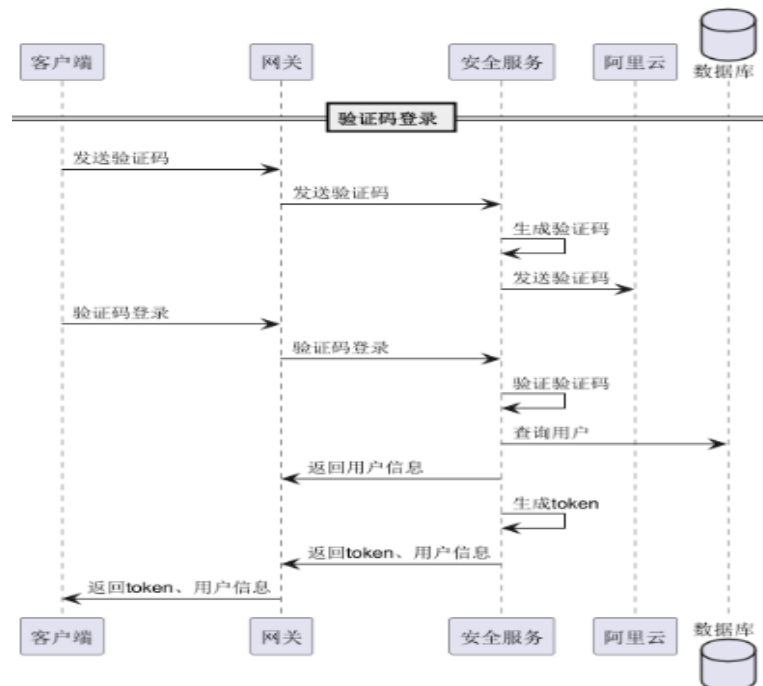 客户端 网关 安全服务 阿里云 数据库
验证码登录
发送验证码
发送验证码
生成验证码
发送验证码
验证码登录
验证码登录
验证验证码
查询用户
返回用户信息
生成token
返回token、用户信息
返回token、用户信息
客户端 网关 安全服务 阿里云 数据库